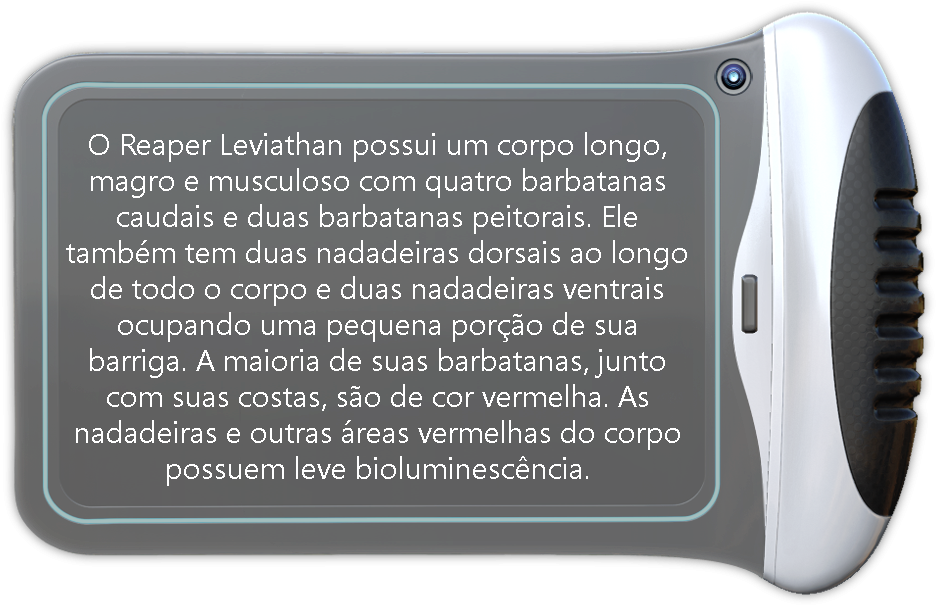 O Reaper Leviathan possui um corpo longo,
magro e musculoso com quatro barbatanas
caudais e duas barbatanas peitorais. Ele
também tem duas nadadeiras dorsais ao longo
de todo o corpo e duas nadadeiras ventrais
ocupando uma pequena porção de sua
barriga. A maioria de suas barbatanas, junto
com suas costas, são de cor vermelha. As
nadadeiras e outras áreas vermelhas do corpo
possuem leve bioluminescência.